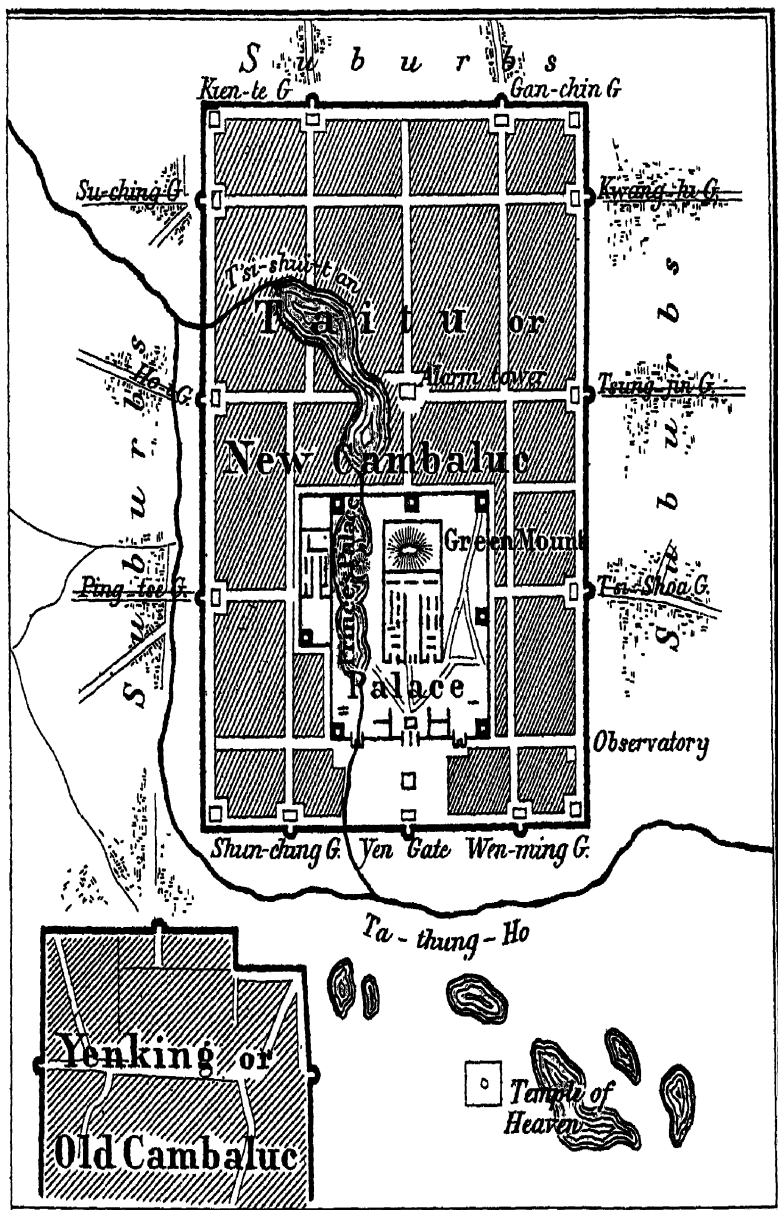 Suburbs
Kien-te G
Gan-chin G
Su-ching G
Kwang-hi G.
T'si-shui-tan
Taitu or
Suburbs
Suburbs
Ho-i G.
Alarm tower
Tsung-jin G.
New Cambaluc
Prince Palace
Green Mount
Ping-tse G.
T-si-Shoa G.
Palace
Observatory
Shun-ching G.
Yen Gate
Wen-ming G.
Ta-thung-Ho
Yenking or
Old Cambaluc
Temple of
Heaven